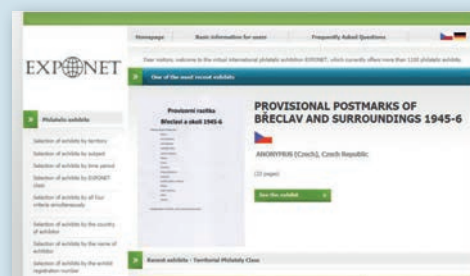 Homepage
Basic information for users
Frequently Asked Questions
Dear visitors, welcome to the virtual international philatelic exhibition EXPONET, which currently offers more than 1100 philatelic exhibits.
EXPONET
One of the most recent exhibits
Provizorní razítka
Břeclavi a okolí 1945-6
PROVISIONAL POSTMARKS OF
BŘECLAV AND SURROUNDINGS 1945-6
ANONYMUS (Czech), Czech Republic
See the exhibit
Philatelic exhibits
Selection of exhibits by territory
Selection of exhibits by subject
Selection of exhibits by time period
Selection of exhibits by EXPONET
class
Selection of exhibits by all four
criteria simultaneously
Selection of exhibits by the country
of exhibitor
Selection of exhibits by the name of
exhibitor
Selection of exhibits by the exhibit
registration number
Recent exhibits - Territorial Philately Class